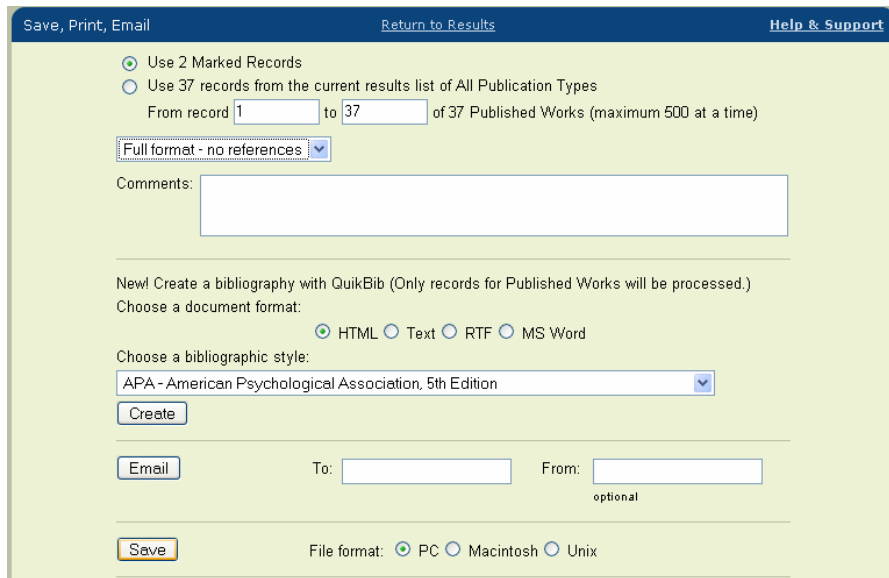 Save, Print, Email Return to Results Help & Support
Use 2 Marked Records
Use 37 records from the current results list of All Publication Types
From record 1 to 37 of 37 Published Works (maximum 500 at a time)
Full format - no references
Comments:
New! Create a bibliography with QuikBib (Only records for Published Works will be processed.)
Choose a document format:
HTML Text RTF MS Word
Choose a bibliographic style:
APA - American Psychological Association, 5th Edition
Create
Email To: From:
optional
Save File format: PC Macintosh Unix